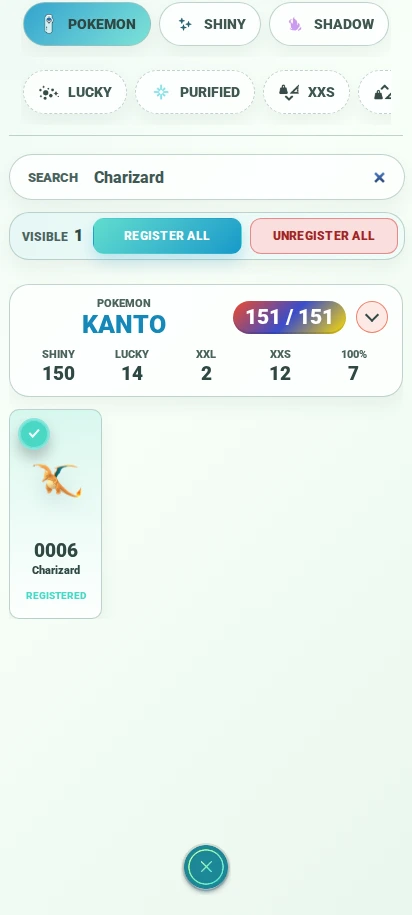 POKEMON
SHINY
SHADOW
LUCKY
PURIFIED
XXS
SEARCH Charizard
VISIBLE 1
REGISTER ALL
UNREGISTER ALL
POKEMON
KANTO
151 / 151
SHINY LUCKY XXL XXS 100%
150 14 2 12 7
0006
Charizard
REGISTERED